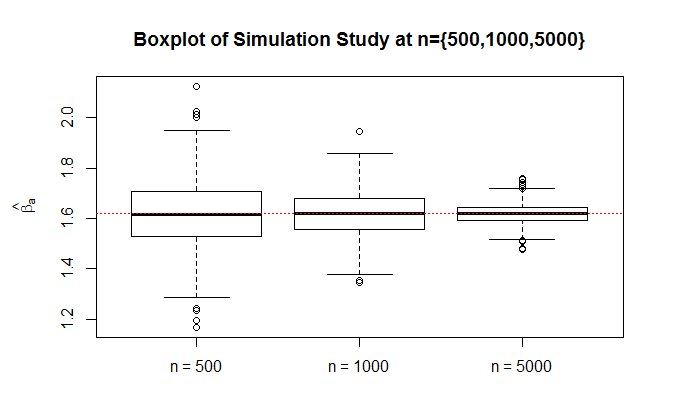 Boxplot of Simulation Study at n={500,1000,5000}
2.0
1.8
1.6
1.4
1.2
β̂a
n = 500
n = 1000
n = 5000